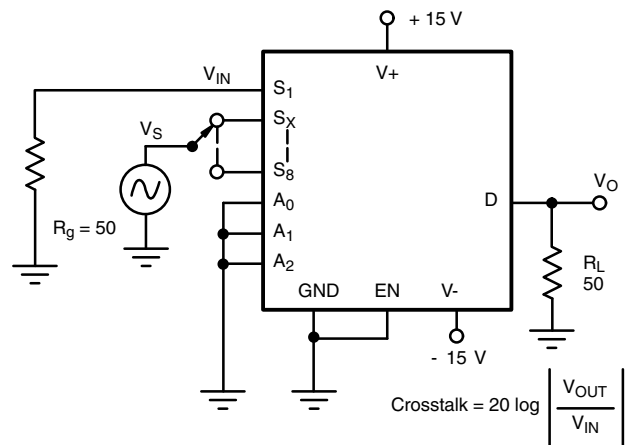 + 15 V
V+
VIN
S1
VS
SX
S8
Rg = 50
A0
A1
A2
D
VO
RL
50
GND EN V-
- 15 V
Crosstalk = 20 log | VOUT / VIN |